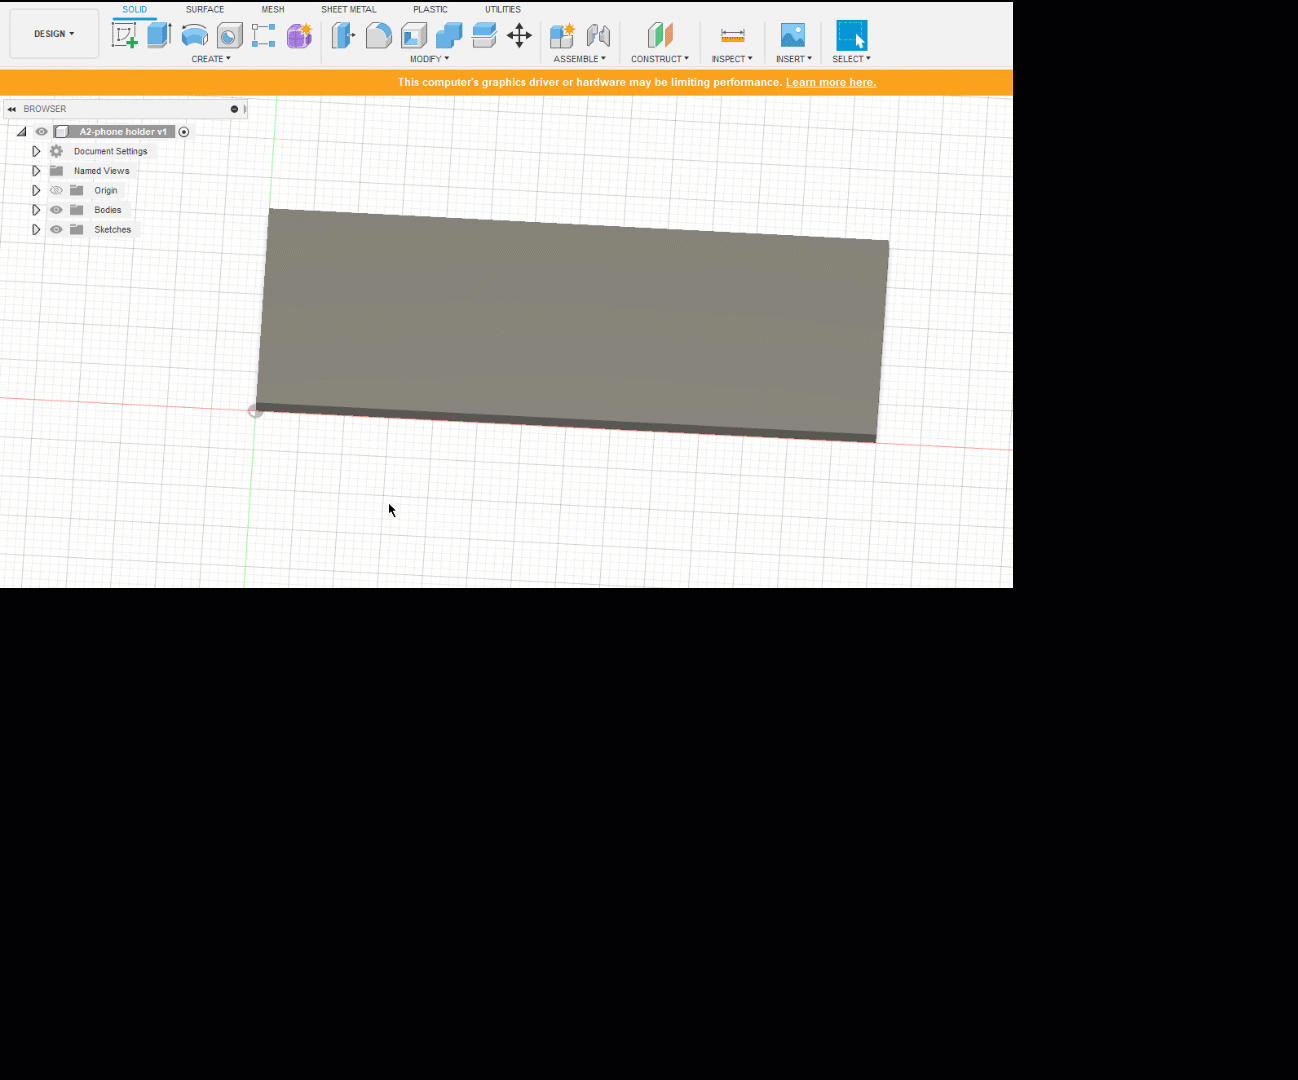 SOLID SURFACE MESH SHEET METAL PLASTIC UTILITIES
DESIGN
CREATE MODIFY ASSEMBLE CONSTRUCT INSPECT INSERT SELECT
This computer's graphics driver or hardware may be limiting performance. Learn more here.
BROWSER
A2-phone holder v1
Document Settings
Named Views
Origin
Bodies
Sketches